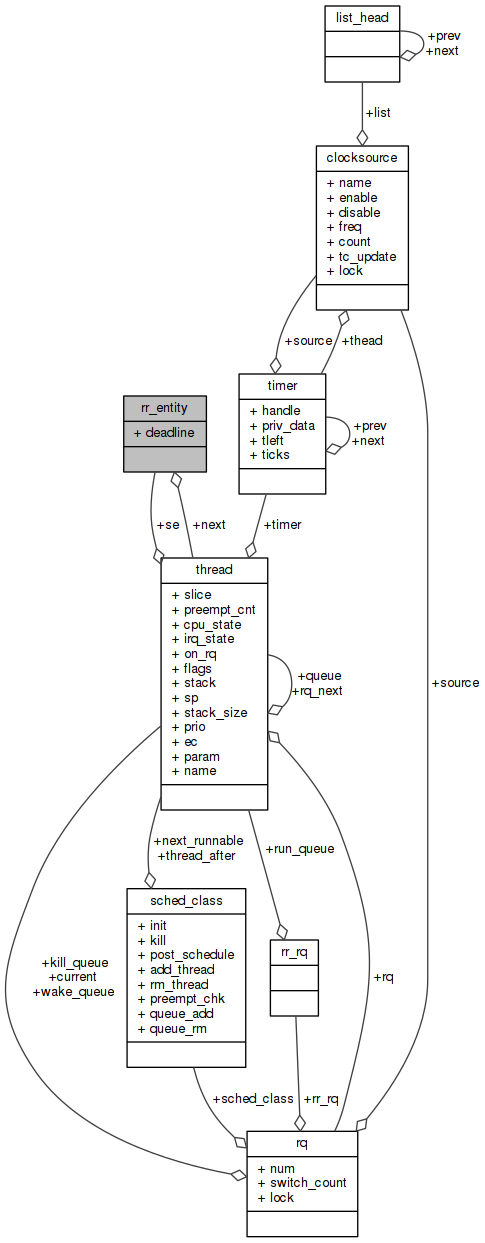 list_head
+prev
+next
+list
clocksource
+ name
+ enable
+ disable
+ freq
+ count
+ tc_update
+ lock
+source
+thead
timer
+ handle
+ priv_data
+ tleft
+ ticks
+prev
+next
rr_entity
+ deadline
+se
+next
+timer
thread
+ slice
+ preempt_cnt
+ cpu_state
+ irq_state
+ on_rq
+ flags
+ stack
+ sp
+ stack_size
+ prio
+ ec
+ param
+ name
+queue
+rq_next
+source
+next_runnable
+thread_after
+run_queue
sched_class
+ init
+ kill
+ post_schedule
+ add_thread
+ rm_thread
+ preempt_chk
+ queue_add
+ queue_rm
rr_rq
+kill_queue
+current
+wake_queue
+rq
+sched_class
+rr_rq
rq
+ num
+ switch_count
+ lock